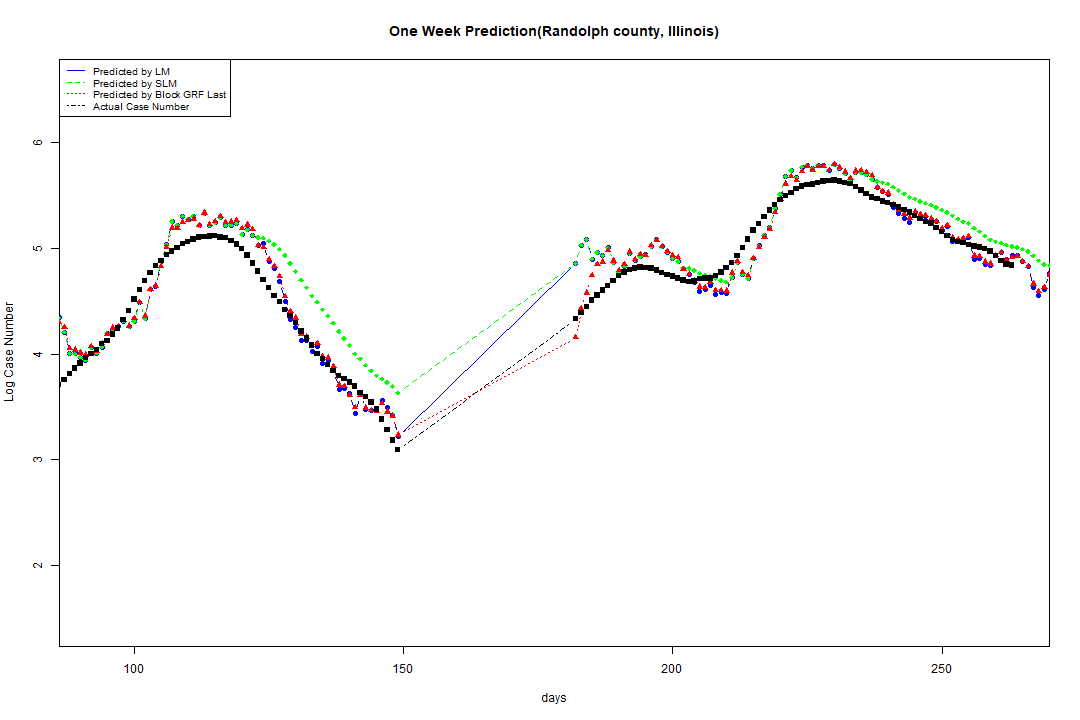 One Week Prediction(Randolph county, Illinois)
Predicted by LM
Predicted by SLM
Predicted by Block GRF Last
Actual Case Number
6
5
4
3
2
Log Case Number
100 150 200 250
days